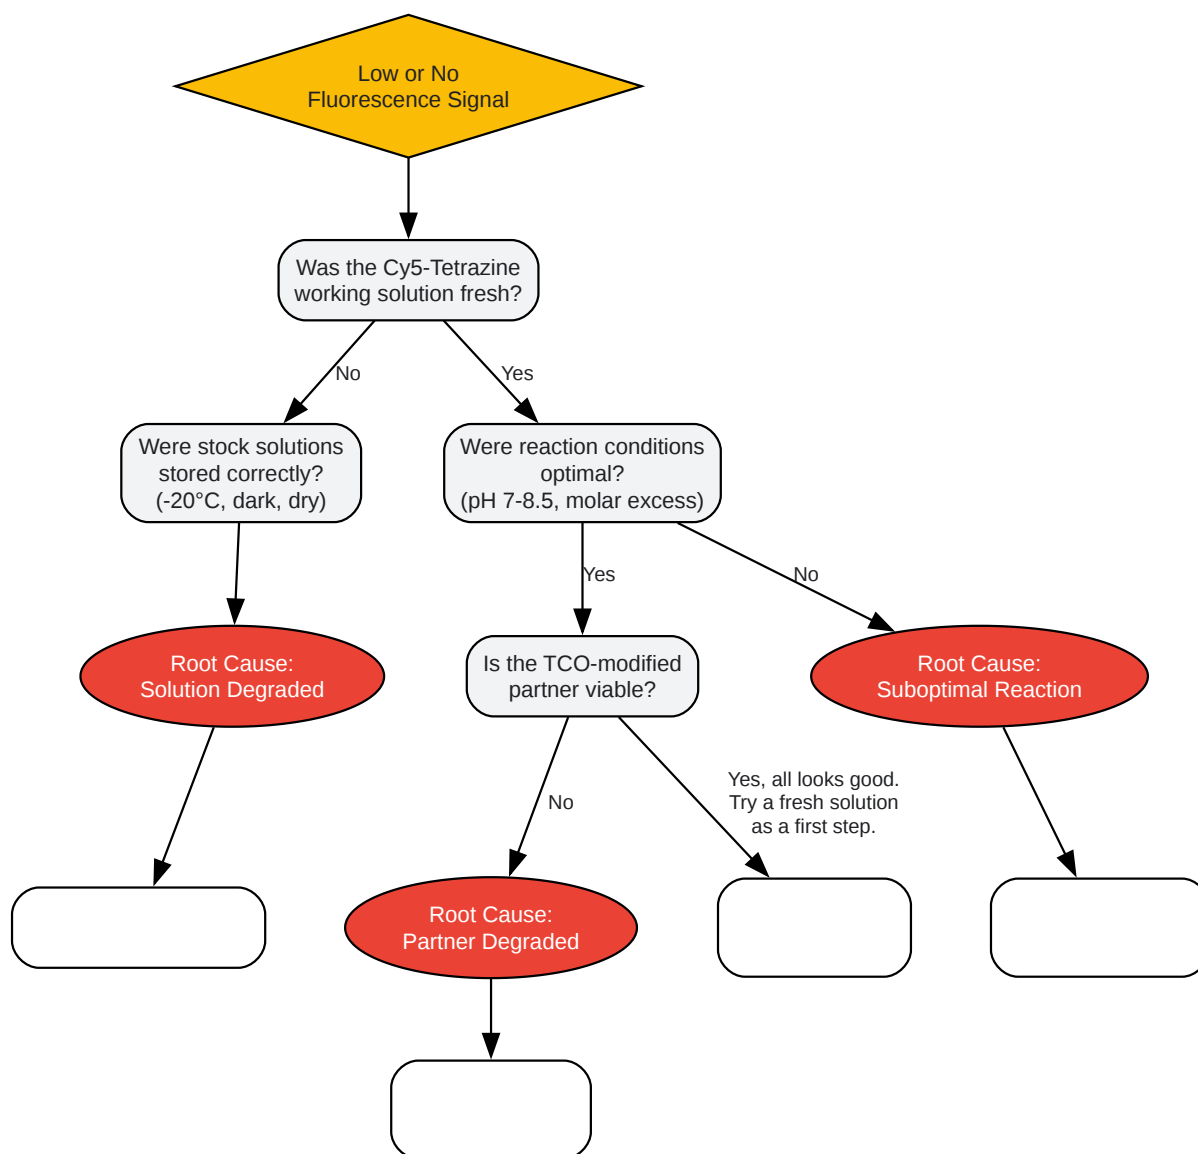 Low or No
Fluorescence Signal
Was the Cy5-Tetrazine
working solution fresh?
No
Yes
Were stock solutions
stored correctly?
(-20°C, dark, dry)
Were reaction conditions
optimal?
(pH 7-8.5, molar excess)
Yes
No
Root Cause:
Solution Degraded
Is the TCO-modified
partner viable?
Root Cause:
Suboptimal Reaction
No
Yes, all looks good.
Try a fresh solution
as a first step.
Root Cause:
Partner Degraded